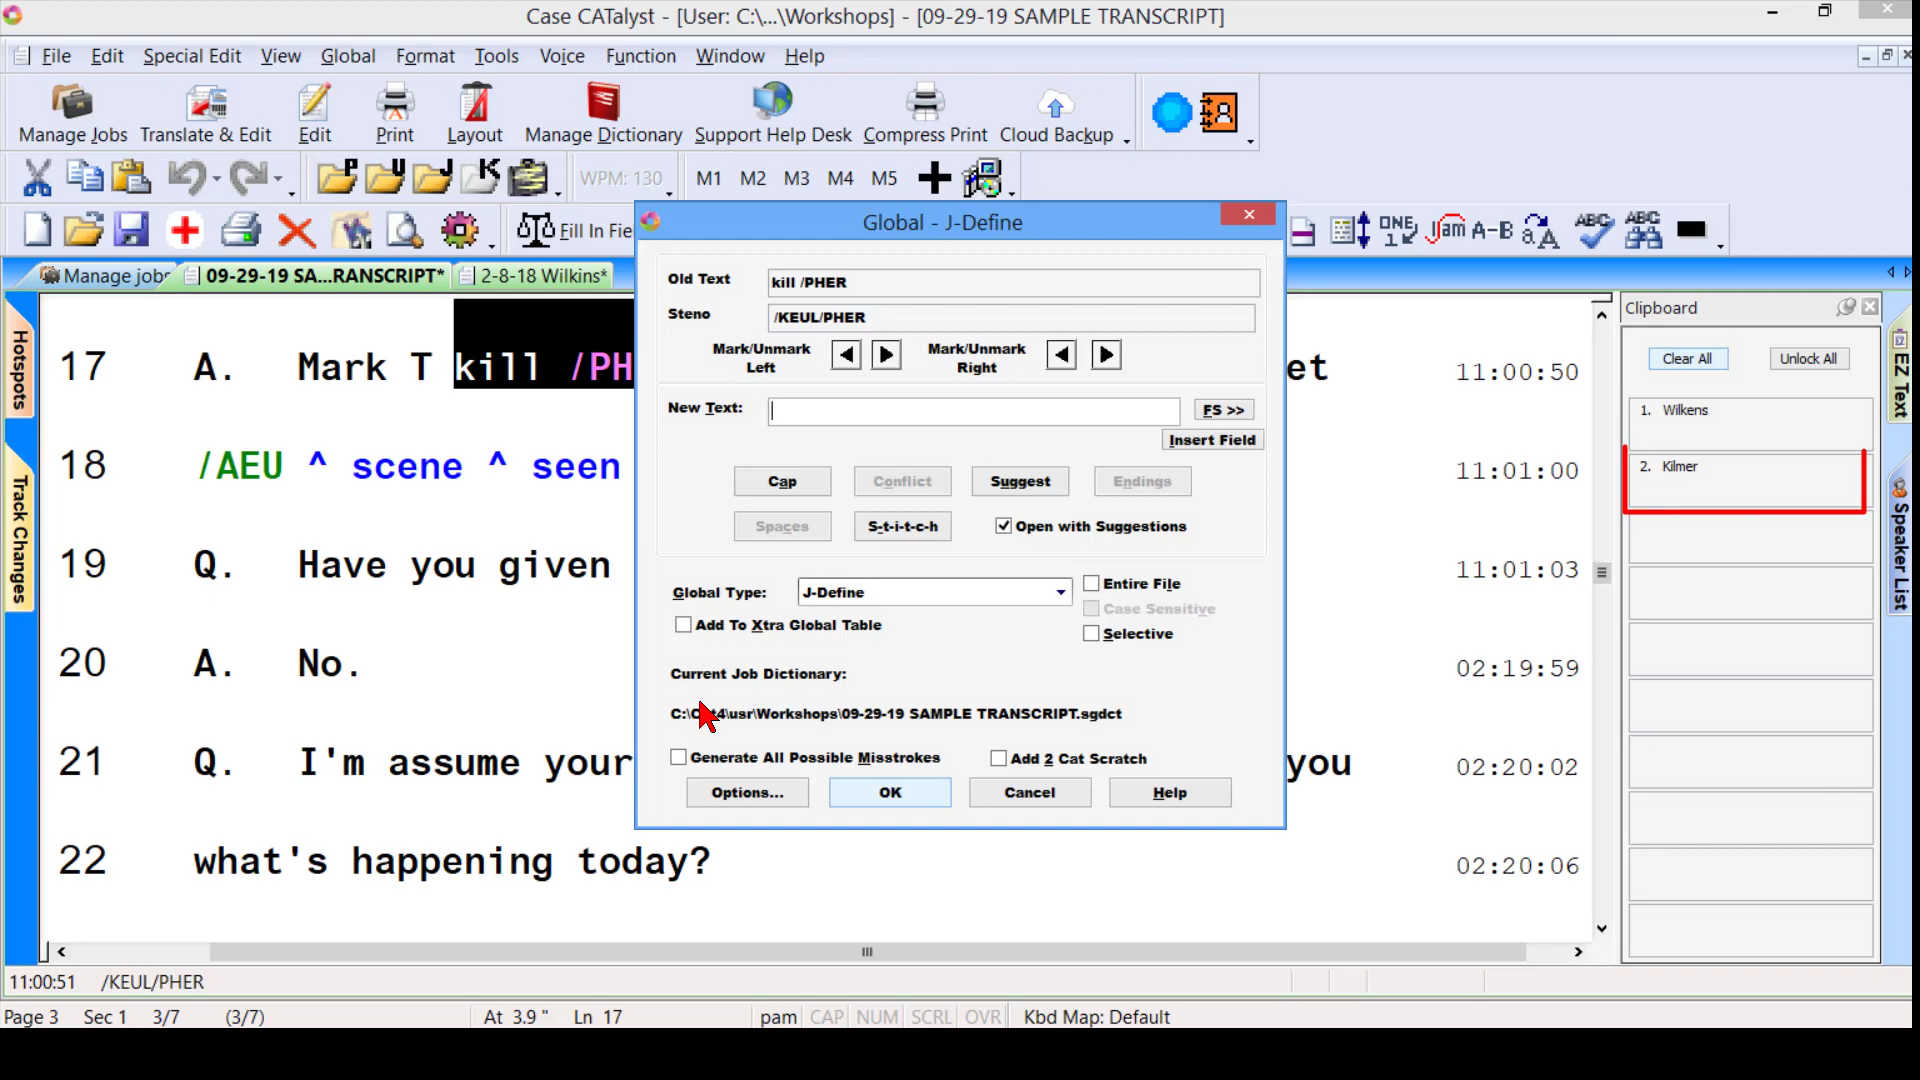 Case CATalyst - [User: C:\...\Workshops] - [09-29-19 SAMPLE TRANSCRIPT]
File Edit Special Edit View Global Format Tools Voice Function Window Help
Manage Jobs Translate & Edit Edit Print Layout Manage Dictionary Support Help Desk Compress Print Cloud Backup
P U J K WPM: 130 M1 M2 M3 M4 M5
Fill In Fie ONE A-B ABC ABC
Manage jobs 09-29-19 SA...RANSCRIPT* 2-8-18 Wilkins*
Hotspots
Track Changes
17 A. Mark T kill /PH et 11:00:50
18 /AEU ^ scene ^ seen 11:01:00
19 Q. Have you given 11:01:03
20 A. No. 02:19:59
21 Q. I'm assume your you 02:20:02
22 what's happening today? 02:20:06
Global - J-Define
Old Text kill /PHER
Steno /KEUL/PHER
Mark/Unmark Left Mark/Unmark Right
New Text: FS >>
Insert Field
Cap Conflict Suggest Endings
Spaces S-t-i-t-c-h Open with Suggestions
Global Type: J-Define Entire File
Case Sensitive
Add To Xtra Global Table Selective
Current Job Dictionary:
usr\Workshops\09-29-19 SAMPLE TRANSCRIPT.sgdct
Generate All Possible Misstrokes Add 2 Cat Scratch
Options... OK Cancel Help
Clipboard
Clear All Unlock All
1. Wilkens
2. Kilmer
EZ Text
Speaker List
11:00:51 /KEUL/PHER
Page 3 Sec 1 3/7 (3/7) At 3.9 " Ln 17 pam CAP NUM SCRL OVR Kbd Map: Default